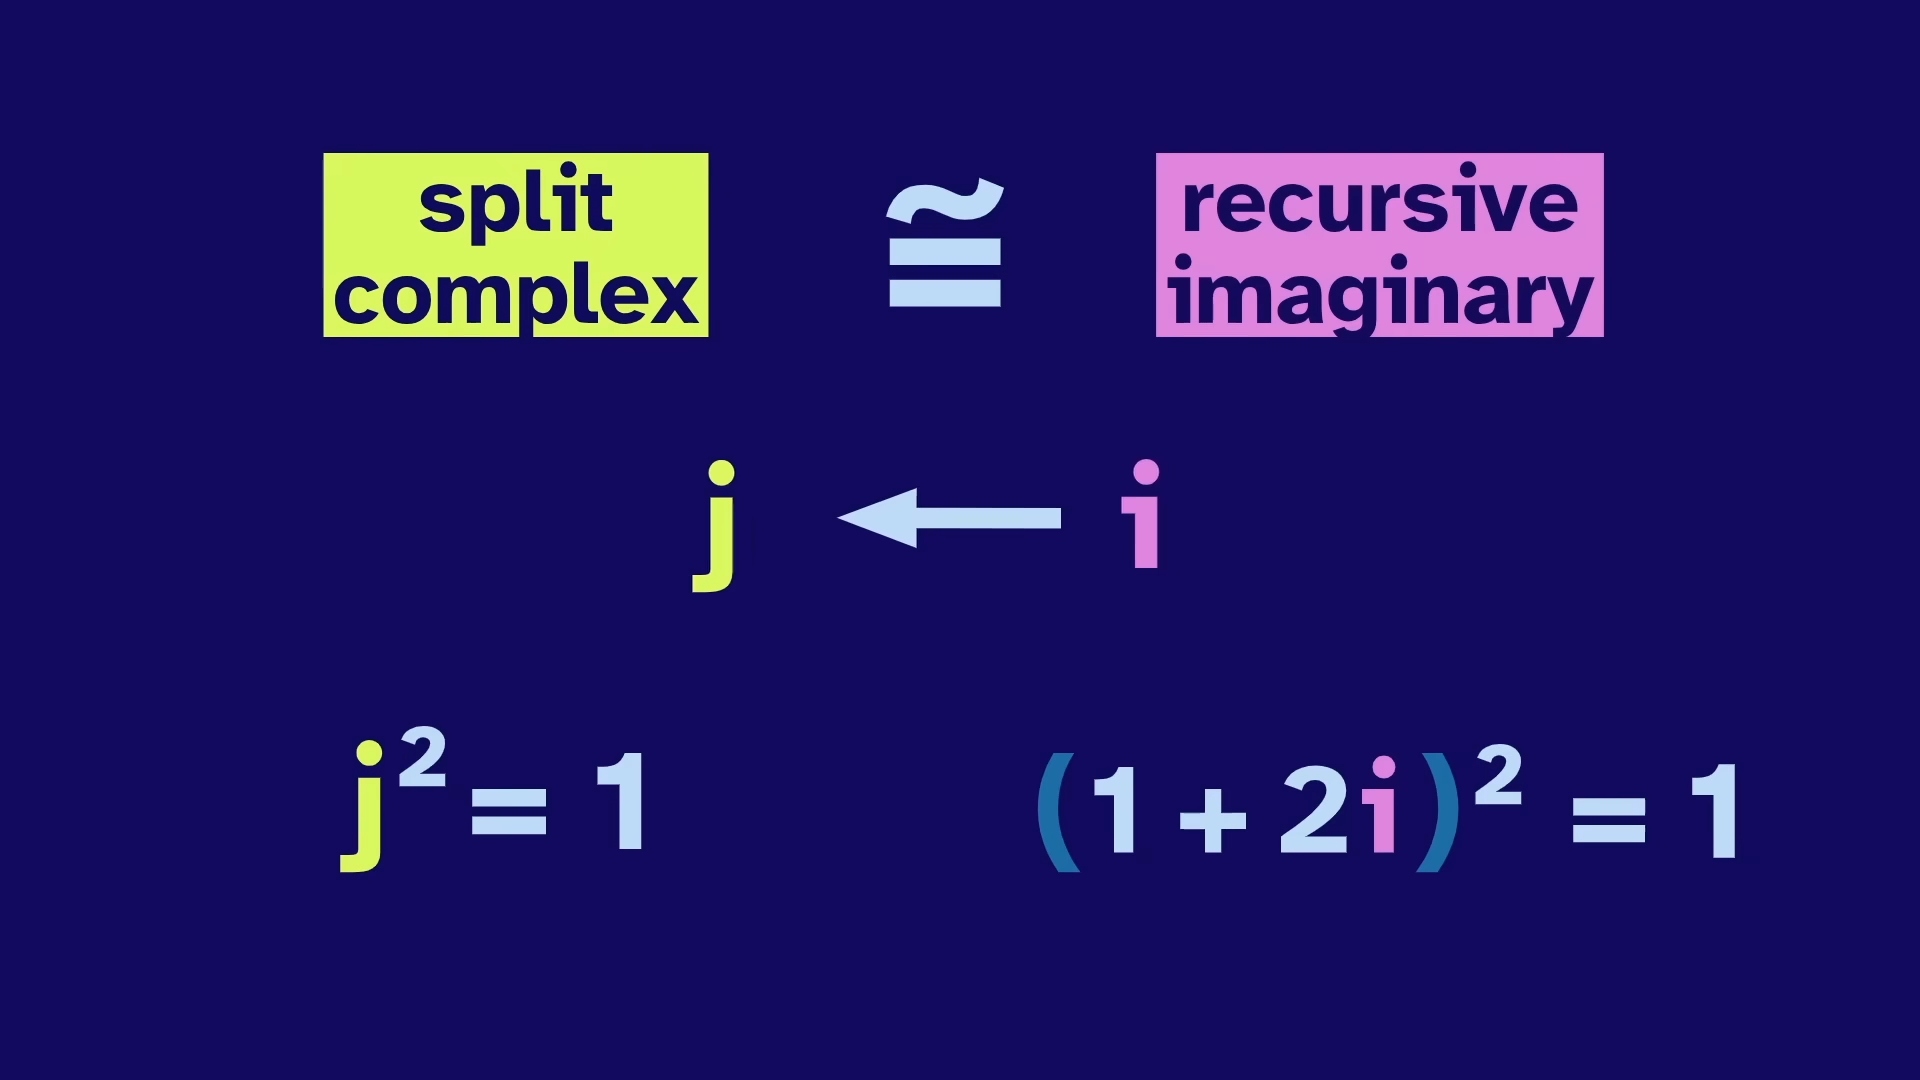 split
complex
≅
recursive
imaginary
j ← i
j² = 1
(1 + 2i)² = 1